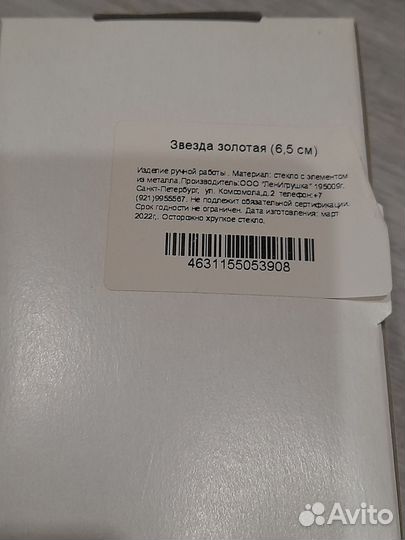 Звезда золотая (6,5 см)
Изделие ручной работы . Материал: стекло с элементом
из металла.Производитель:ООО "ЛенИгрушка" 195009г.
Санкт-Петербург, ул. Комсомола,д.2 телефон:+7
(921)9955567. Не подлежит обязательной сертификации.
Срок годности не ограничен. Дата изготовления: март
2022г,. Осторожно хрупкое стекло.
4631155053908
Avito